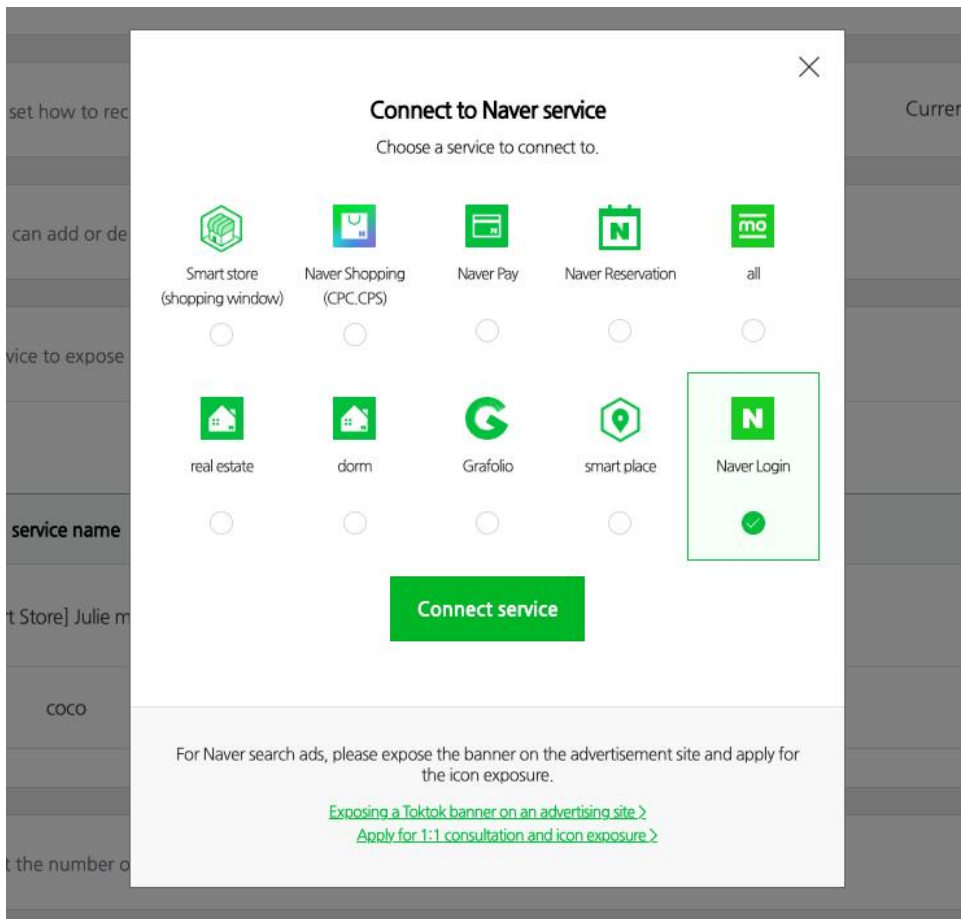 set how to rec
Curren
can add or de
vice to expose
service name
t Store] Julie m
coco
t the number o
Connect to Naver service
Choose a service to connect to.
N
N
mo
Smart store
(shopping window)
Naver Shopping
(CPC.CPS)
Naver Pay
Naver Reservation
all
N
real estate
dorm
Grafolio
smart place
Naver Login
Connect service
For Naver search ads, please expose the banner on the advertisement site and apply for
the icon exposure.
Exposing a Toktok banner on an advertising site >
Apply for 1:1 consultation and icon exposure >